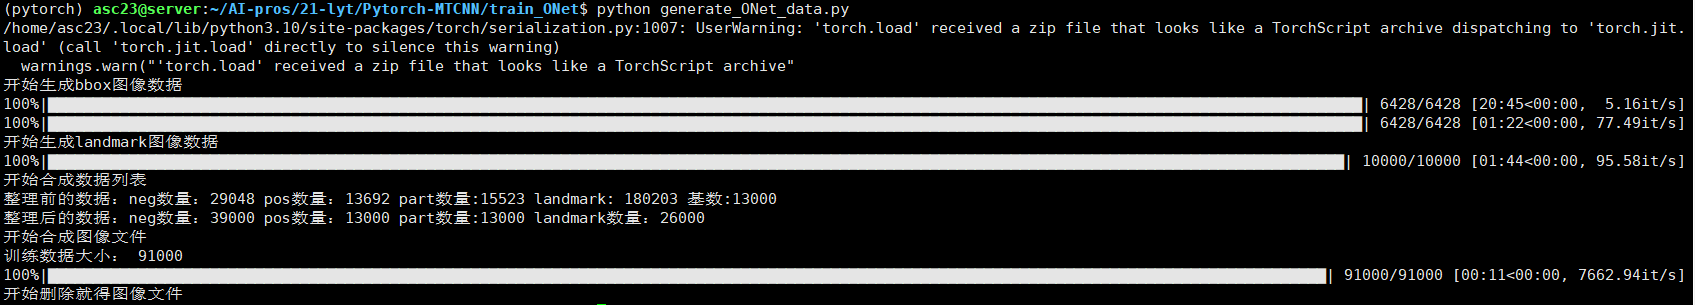 (pytorch) asc23@server:~/AI-pros/21-lyt/Pytorch-MTCNN/train_ONet$ python generate_ONet_data.py
/home/asc23/.local/lib/python3.10/site-packages/torch/serialization.py:1007: UserWarning: 'torch.load' received a zip file that looks like a TorchScript archive dispatching to 'torch.jit.
load' (call 'torch.jit.load' directly to silence this warning)
  warnings.warn("'torch.load' received a zip file that looks like a TorchScript archive"
开始生成bbox图像数据
100%| | 6428/6428 [20:45<00:00,  5.16it/s]
100%| | 6428/6428 [01:22<00:00, 77.49it/s]
开始生成landmark图像数据
100%| | 10000/10000 [01:44<00:00, 95.58it/s]
开始合成数据列表
整理前的数据：neg数量：29048 pos数量：13692 part数量:15523 landmark: 180203 基数:13000
整理后的数据：neg数量：39000 pos数量：13000 part数量:13000 landmark数量：26000
开始合成图像文件
训练数据大小： 91000
100%| | 91000/91000 [00:11<00:00, 7662.94it/s]
开始删除就得图像文件